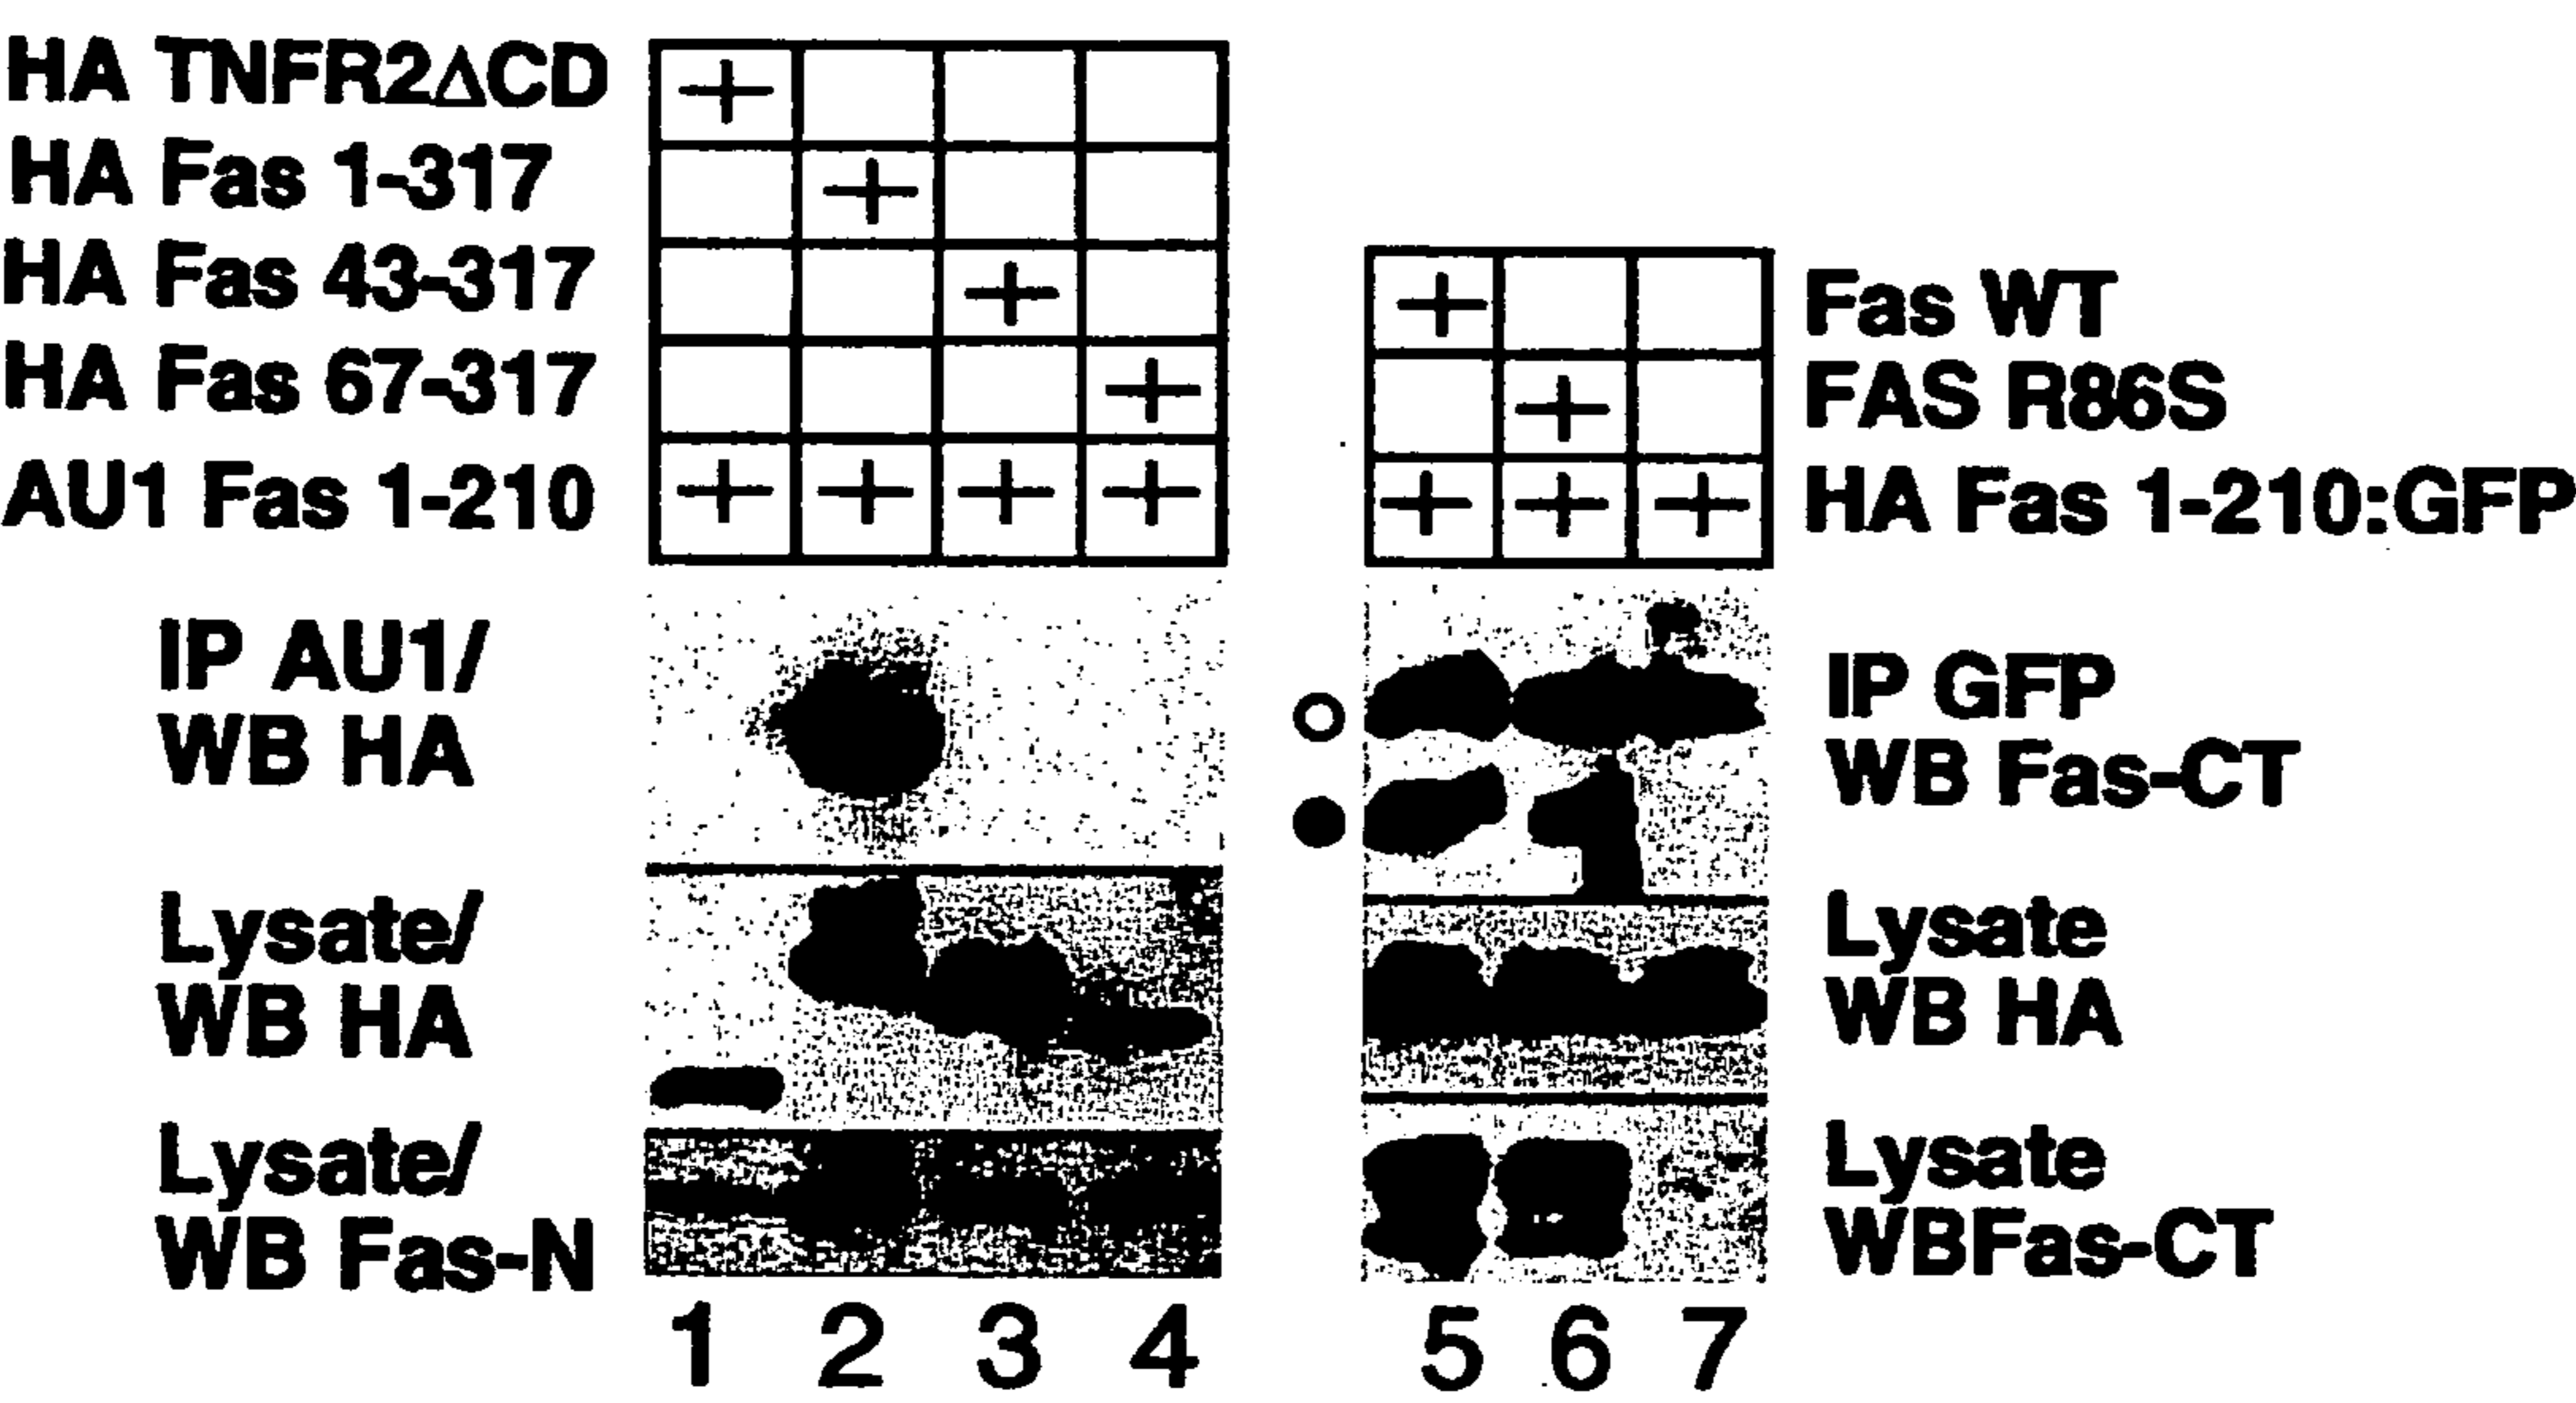 HA TNFR2ΔCD
HA Fas 1-317
HA Fas 43-317
HA Fas 67-317
AU1 Fas 1-210
+
+
+
+
+ + + +
Fas WT
FAS R86S
HA Fas 1-210:GFP
+
+
+ + +
IP AU1/
WB HA
Lysate/
WB HA
Lysate/
WB Fas-N
IP GFP
WB Fas-CT
Lysate
WB HA
Lysate
WBFas-CT
1 2 3 4
5 6 7